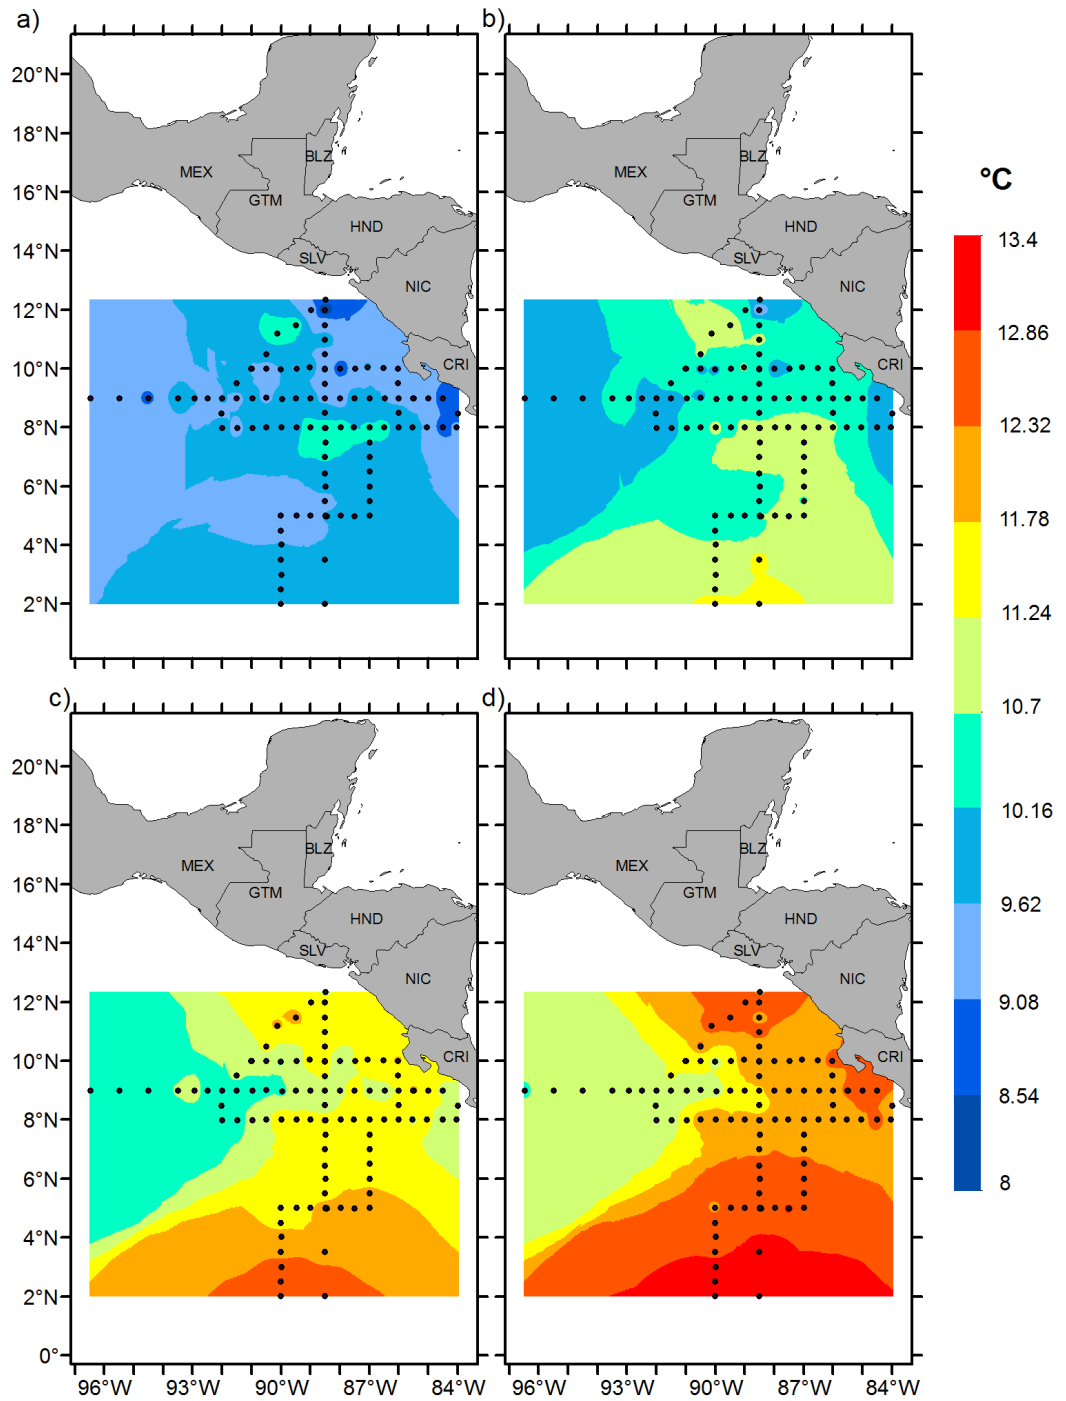 a)
b)
20°N
18°N
16°N
14°N
12°N
10°N
8°N
6°N
4°N
2°N
MEX
BLZ
GTM
HND
SLV
NIC
CRI
MEX
BLZ
GTM
HND
SLV
NIC
CRI
°C
13.4
12.86
12.32
11.78
11.24
10.7
10.16
9.62
9.08
8.54
8
c)
d)
20°N
18°N
16°N
14°N
12°N
10°N
8°N
6°N
4°N
2°N
0°
MEX
BLZ
GTM
HND
SLV
NIC
CRI
MEX
BLZ
GTM
HND
SLV
NIC
CRI
96°W 93°W 90°W 87°W 84°W
96°W 93°W 90°W 87°W 84°W